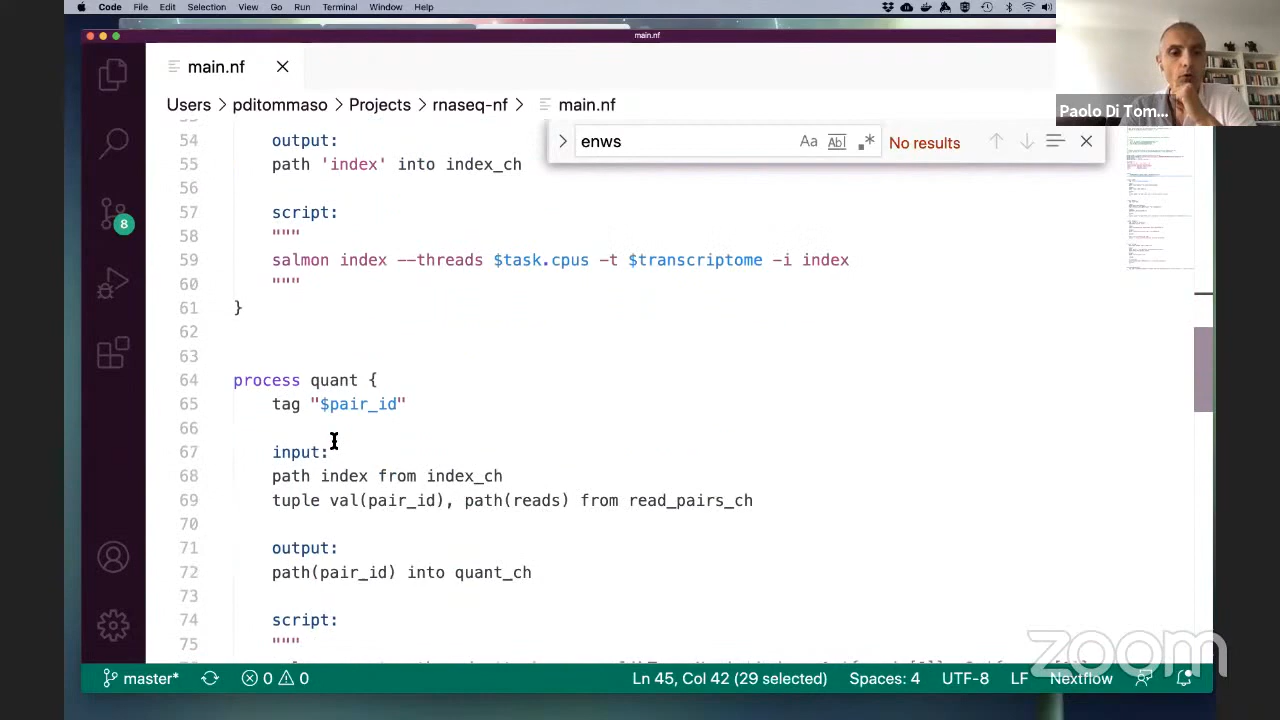 Code File Edit Selection View Go Run Terminal Window Help
main.nf
main.nf
Users > pditommaso > Projects > rnaseq-nf > main.nf
enws
Aa Abl No results
54 output:
55 path 'index' into index_ch
56
57 script:
58 """
59 salmon index --threads $task.cpus -t $transcriptome -i index
60 """
61 }
62
63
64 process quant {
65 tag "$pair_id"
66
67 input:
68 path index from index_ch
69 tuple val(pair_id), path(reads) from read_pairs_ch
70
71 output:
72 path(pair_id) into quant_ch
73
74 script:
75 """
8
master* 0 0 Ln 45, Col 42 (29 selected) Spaces: 4 UTF-8 LF Nextflow
Paolo Di Tom...
zoom